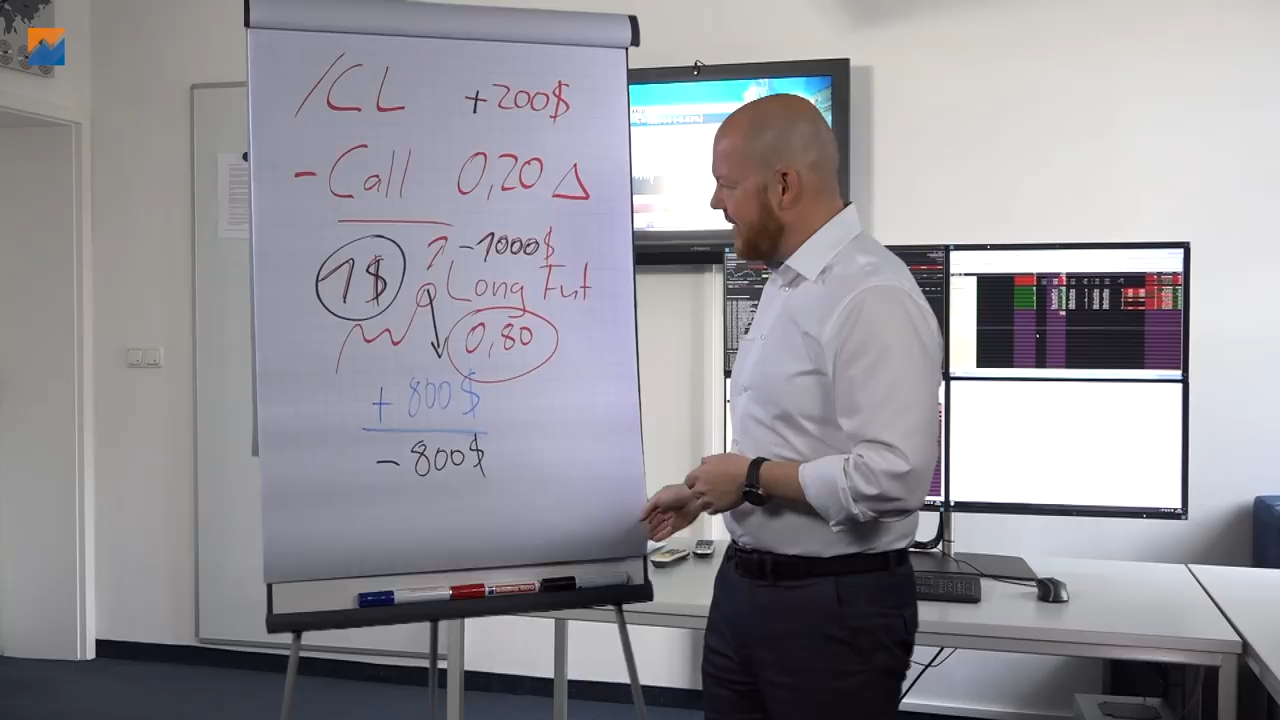 /CL +200$
- Call 0,20 Δ
1$ ↗ -1000$
Long Fut
0,80
+ 800$
- 800$